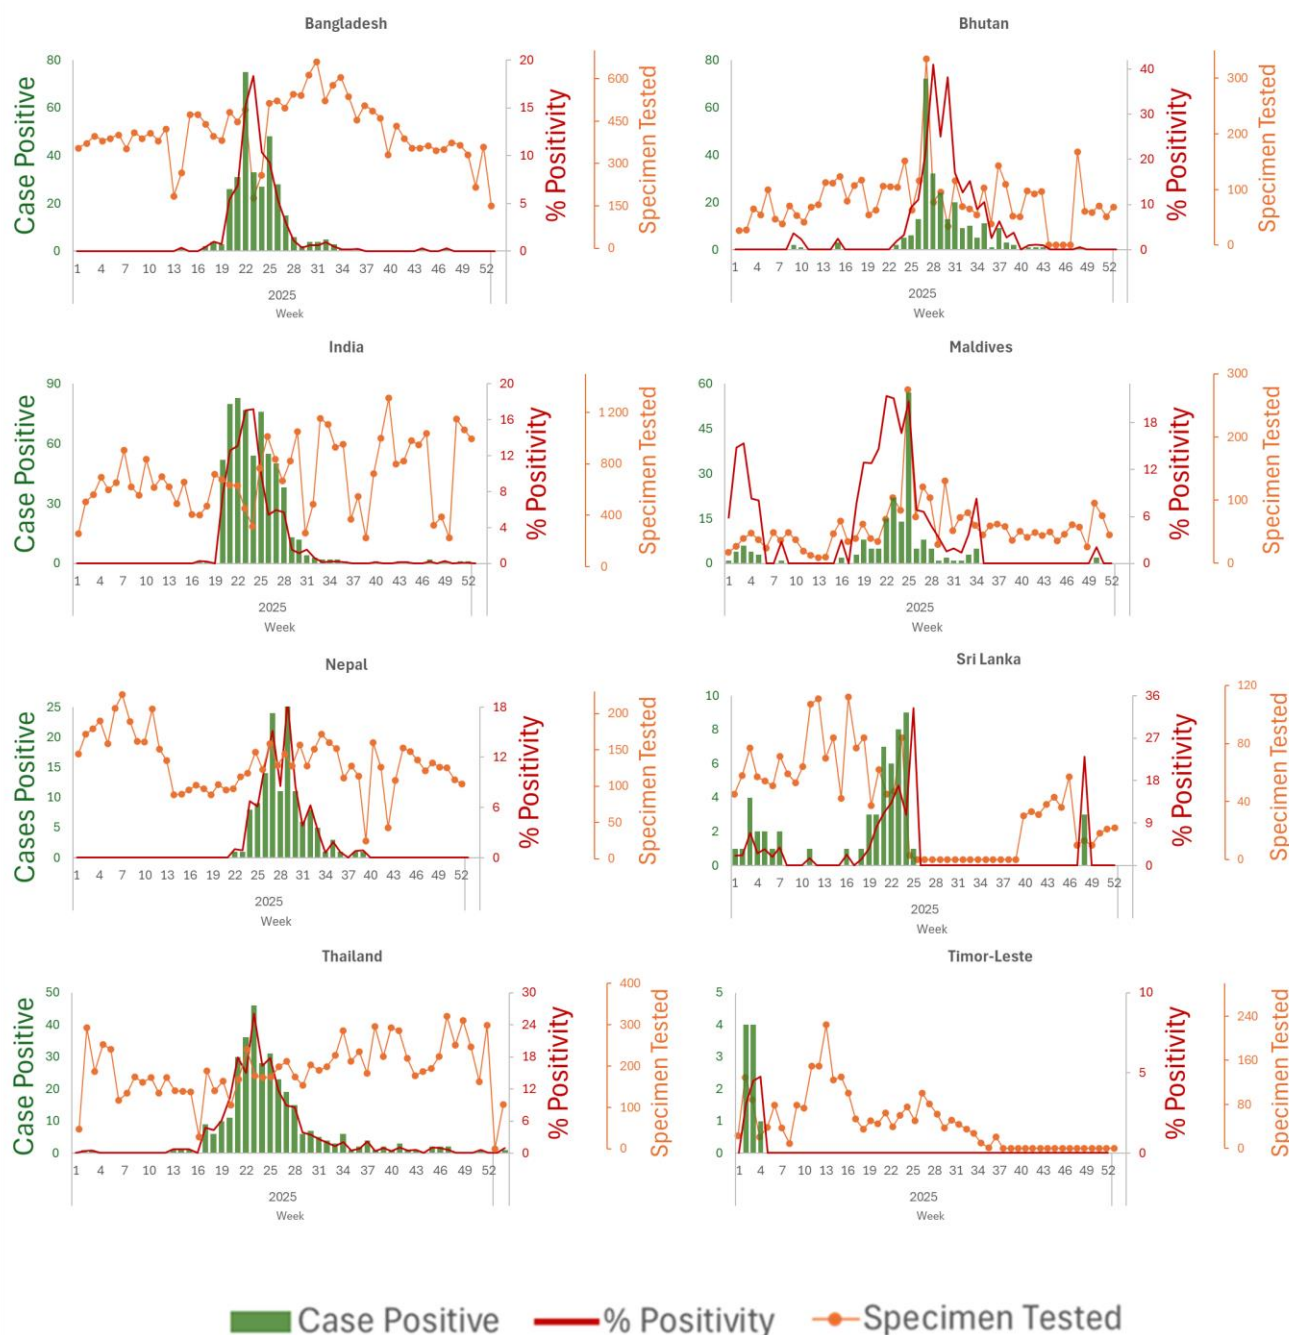 Bangladesh
Case Positive
80
60
40
20
0
20
15
10
5
0
% Positivity
600
450
300
150
0
Specimen Tested
1 4 7 10 13 16 19 22 25 28 31 34 37 40 43 46 49 52
2025
Week
Bhutan
Case Positive
80
60
40
20
0
40
30
20
10
0
% Positivity
300
200
100
0
Specimen Tested
1 4 7 10 13 16 19 22 25 28 31 34 37 40 43 46 49 52
2025
Week
India
Case Positive
90
60
30
0
20
16
12
8
4
0
% Positivity
1200
800
400
0
Specimen Tested
1 4 7 10 13 16 19 22 25 28 31 34 37 40 43 46 49 52
2025
Week
Maldives
Case Positive
60
45
30
15
0
18
12
6
0
% Positivity
300
200
100
0
Specimen Tested
1 4 7 10 13 16 19 22 25 28 31 34 37 40 43 46 49 52
2025
Week
Nepal
Cases Positive
25
20
15
10
5
0
18
12
6
0
% Positivity
200
150
100
50
0
Specimen Tested
1 4 7 10 13 16 19 22 25 28 31 34 37 40 43 46 49 52
2025
Week
Sri Lanka
Case Positive
10
8
6
4
2
0
36
27
18
9
0
% Positivity
120
80
40
0
Specimen Tested
1 4 7 10 13 16 19 22 25 28 31 34 37 40 43 46 49 52
2025
Week
Thailand
Case Positive
50
40
30
20
10
0
30
24
18
12
6
0
% Positivity
400
300
200
100
0
Specimen Tested
1 4 7 10 13 16 19 22 25 28 31 34 37 40 43 46 49 52
2025
Week
Timor-Leste
Case Positive
5
4
3
2
1
0
10
5
0
% Positivity
240
160
80
0
Specimen Tested
1 4 7 10 13 16 19 22 25 28 31 34 37 40 43 46 49 52
2025
Week
Case Positive % Positivity Specimen Tested